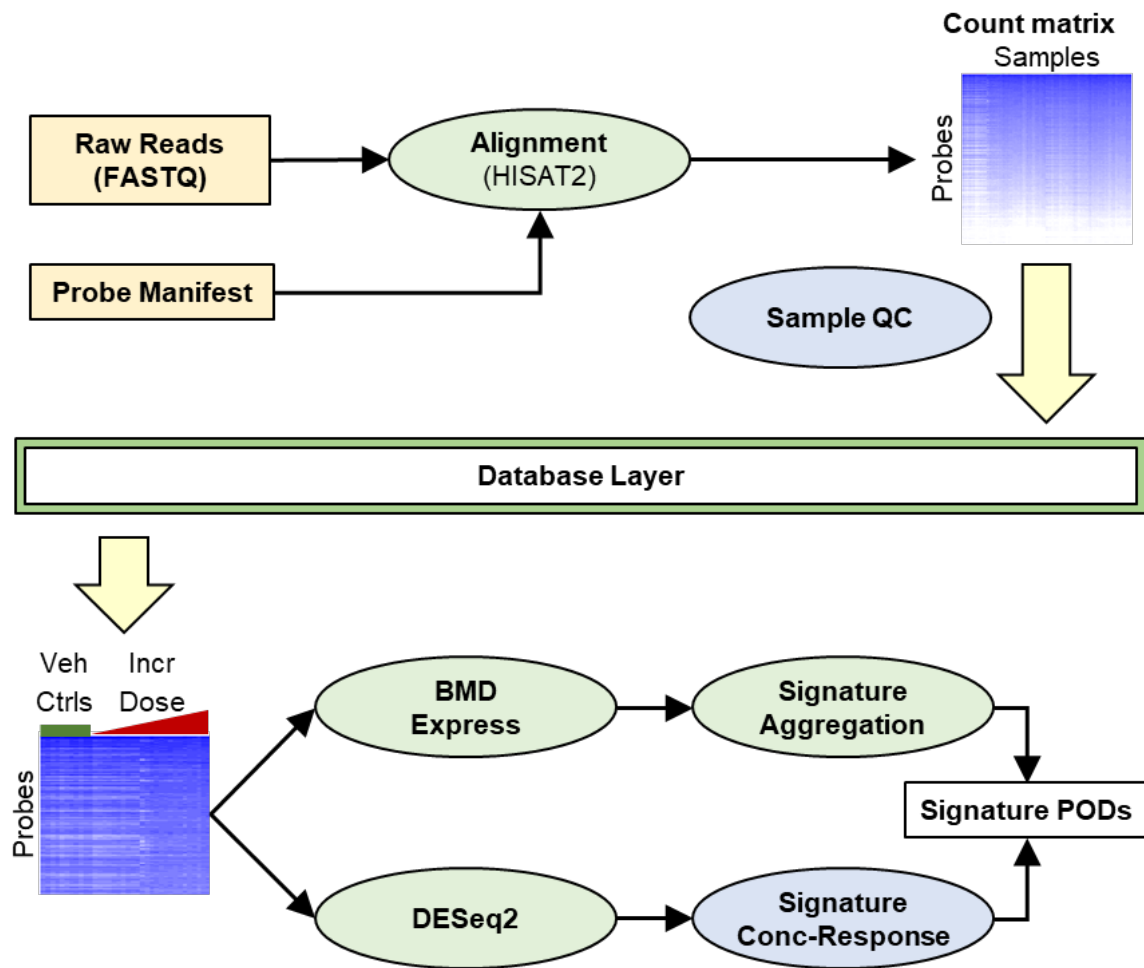 Count matrix
Samples
Probes
Raw Reads
(FASTQ)
Alignment
(HISAT2)
Probe Manifest
Sample QC
Database Layer
Veh
Ctrls
Incr
Dose
Probes
BMD
Express
Signature
Aggregation
Signature PODs
DESeq2
Signature
Conc-Response